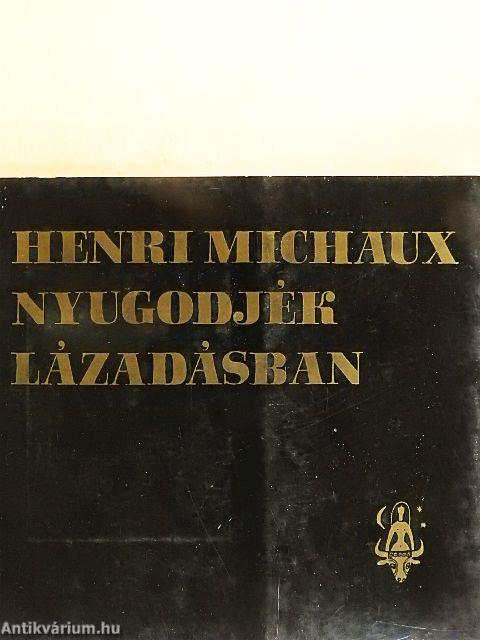 HENRI MICHAUX
NYUGODJÉK
LÁZADÁSBAN
Antikvárium.hu